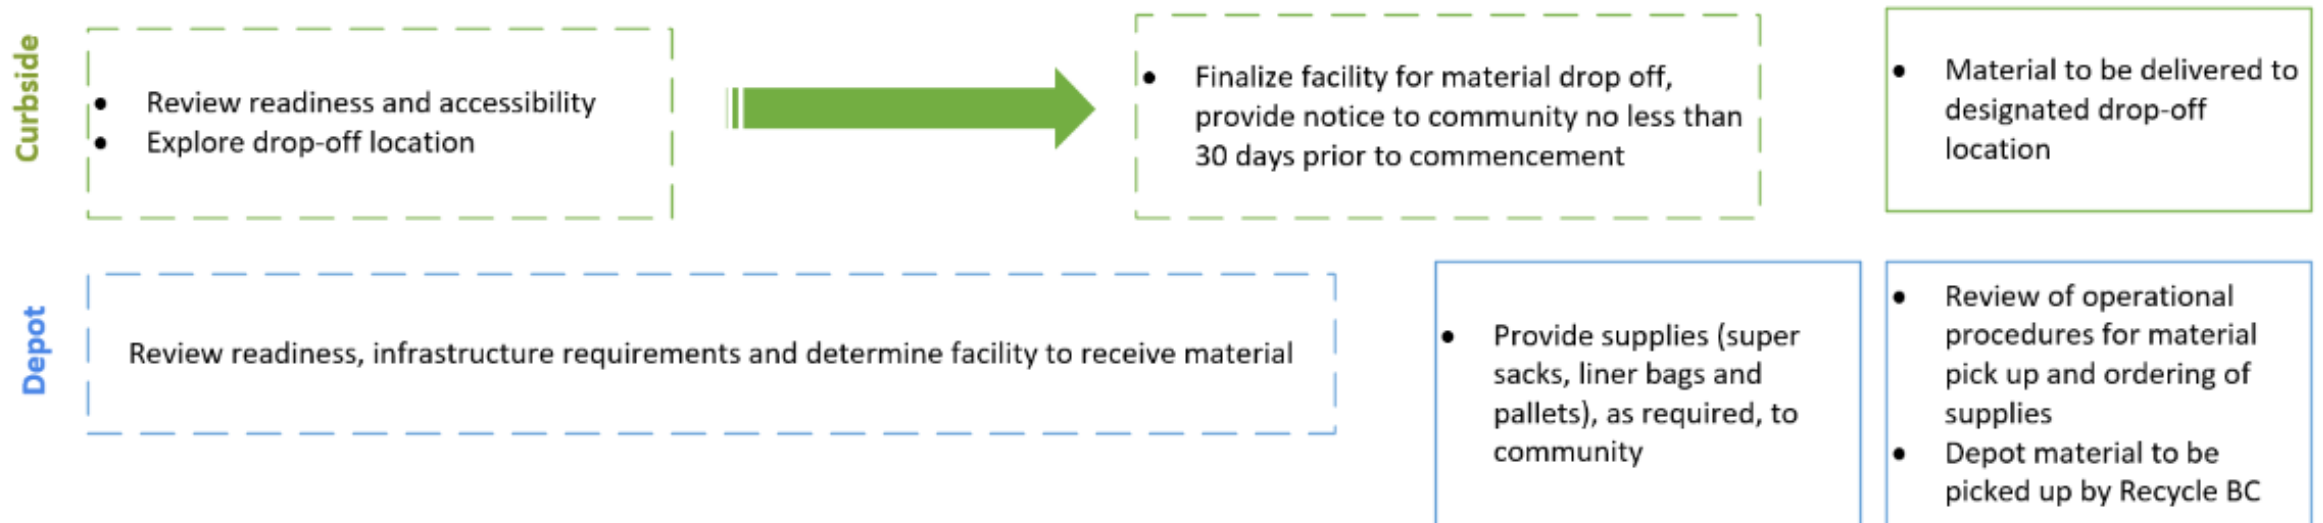 Curbside
• Review readiness and accessibility
• Explore drop-off location
• Finalize facility for material drop off,
provide notice to community no less than
30 days prior to commencement
• Material to be delivered to
designated drop-off
location
Depot
Review readiness, infrastructure requirements and determine facility to receive material
• Provide supplies (super
sacks, liner bags and
pallets), as required, to
community
• Review of operational
procedures for material
pick up and ordering of
supplies
• Depot material to be
picked up by Recycle BC